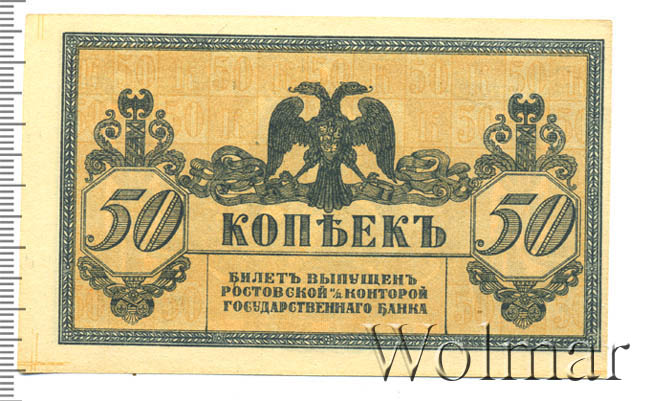 50 КОПѢЕКЪ 50
БИЛЕТЪ ВЫПУЩЕНЪ
РОСТОВСКОЙ н/Д КОНТОРОЙ
ГОСУДАРСТВЕННАГО БАНКА
Wolmar